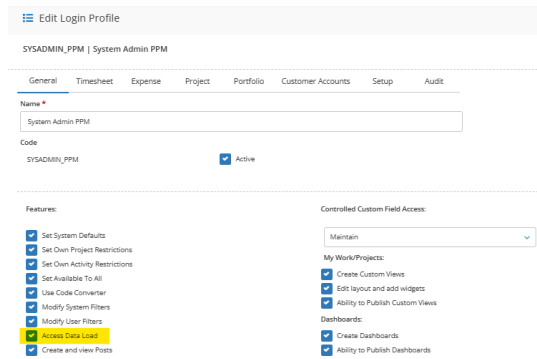 Edit Login Profile
SYSADMIN_PPM | System Admin PPM
General Timesheet Expense Project Portfolio Customer Accounts Setup Audit
Name *
System Admin PPM
Code
SYSADMIN_PPM Active
Features:
Set System Defaults
Set Own Project Restrictions
Set Own Activity Restrictions
Set Available To All
Use Code Converter
Modify System Filters
Modify User Filters
Access Data Load
Create and view Posts
Controlled Custom Field Access:
Maintain
My Work/Projects:
Create Custom Views
Edit layout and add widgets
Ability to Publish Custom Views
Dashboards:
Create Dashboards
Ability to Publish Dashboards